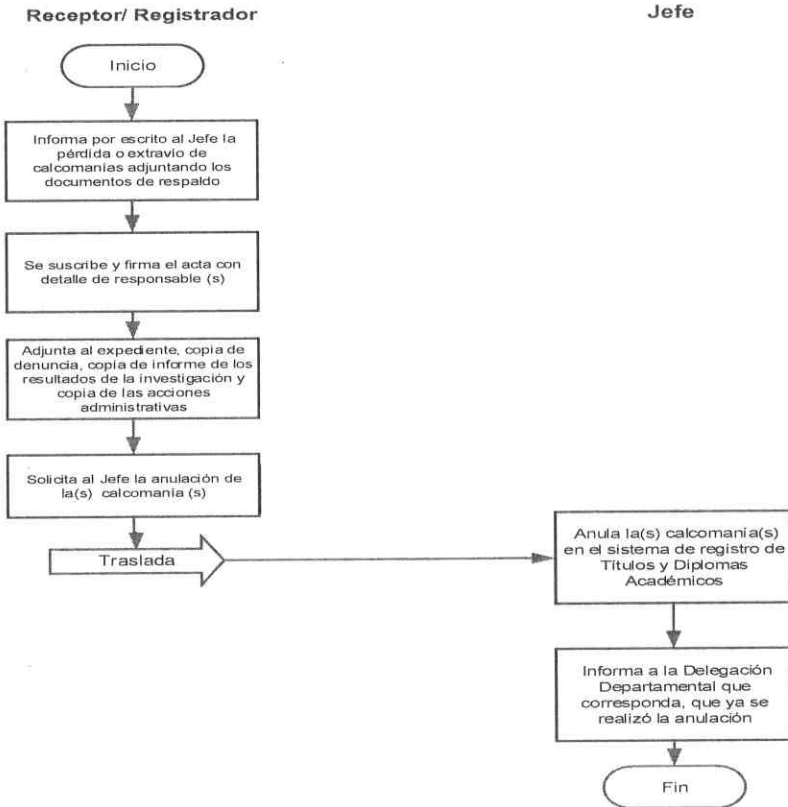 Receptor/ Registrador
Jefe
Inicio
Informa por escrito al Jefe la
pérdida o extravío de
calcomanías adjuntando los
documentos de respaldo
Se suscribe y firma el acta con
detalle de responsable (s)
Adjunta al expediente, copia de
denuncia, copia de informe de los
resultados de la investigación y
copia de las acciones
administrativas
Solicita al Jefe la anulación de
la(s) calcomanía (s)
Traslada
Anula la(s) calcomanía(s)
en el sistema de registro de
Títulos y Diplomas
Académicos
Informa a la Delegación
Departamental que
corresponda, que ya se
realizó la anulación
Fin